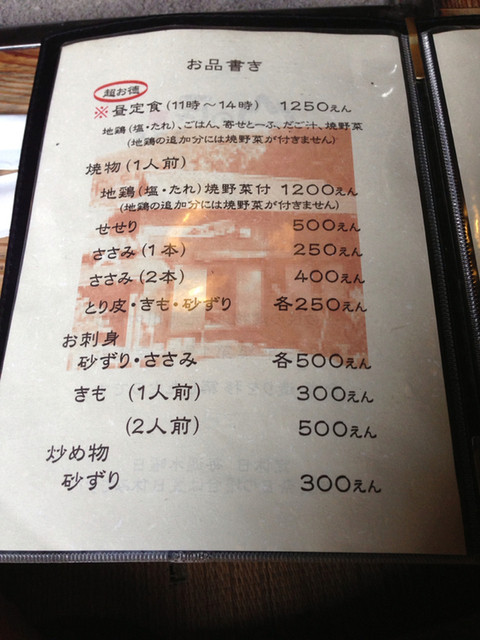 お品書き
超お徳
※昼定食(11時～14時) 1250えん
地鶏(塩・たれ)、ごはん、寄せとーふ、だご汁、焼野菜
(地鶏の追加分には焼野菜が付きません)
焼物(1人前)
地鶏(塩・たれ)焼野菜付 1200えん
(地鶏の追加分には焼野菜が付きません)
せせり 500えん
ささみ(1本) 250えん
ささみ(2本) 400えん
とり皮・きも・砂ずり 各250えん
お刺身
砂ずり・ささみ 各500えん
きも (1人前) 300えん
(2人前) 500えん
炒め物
砂ずり 300えん